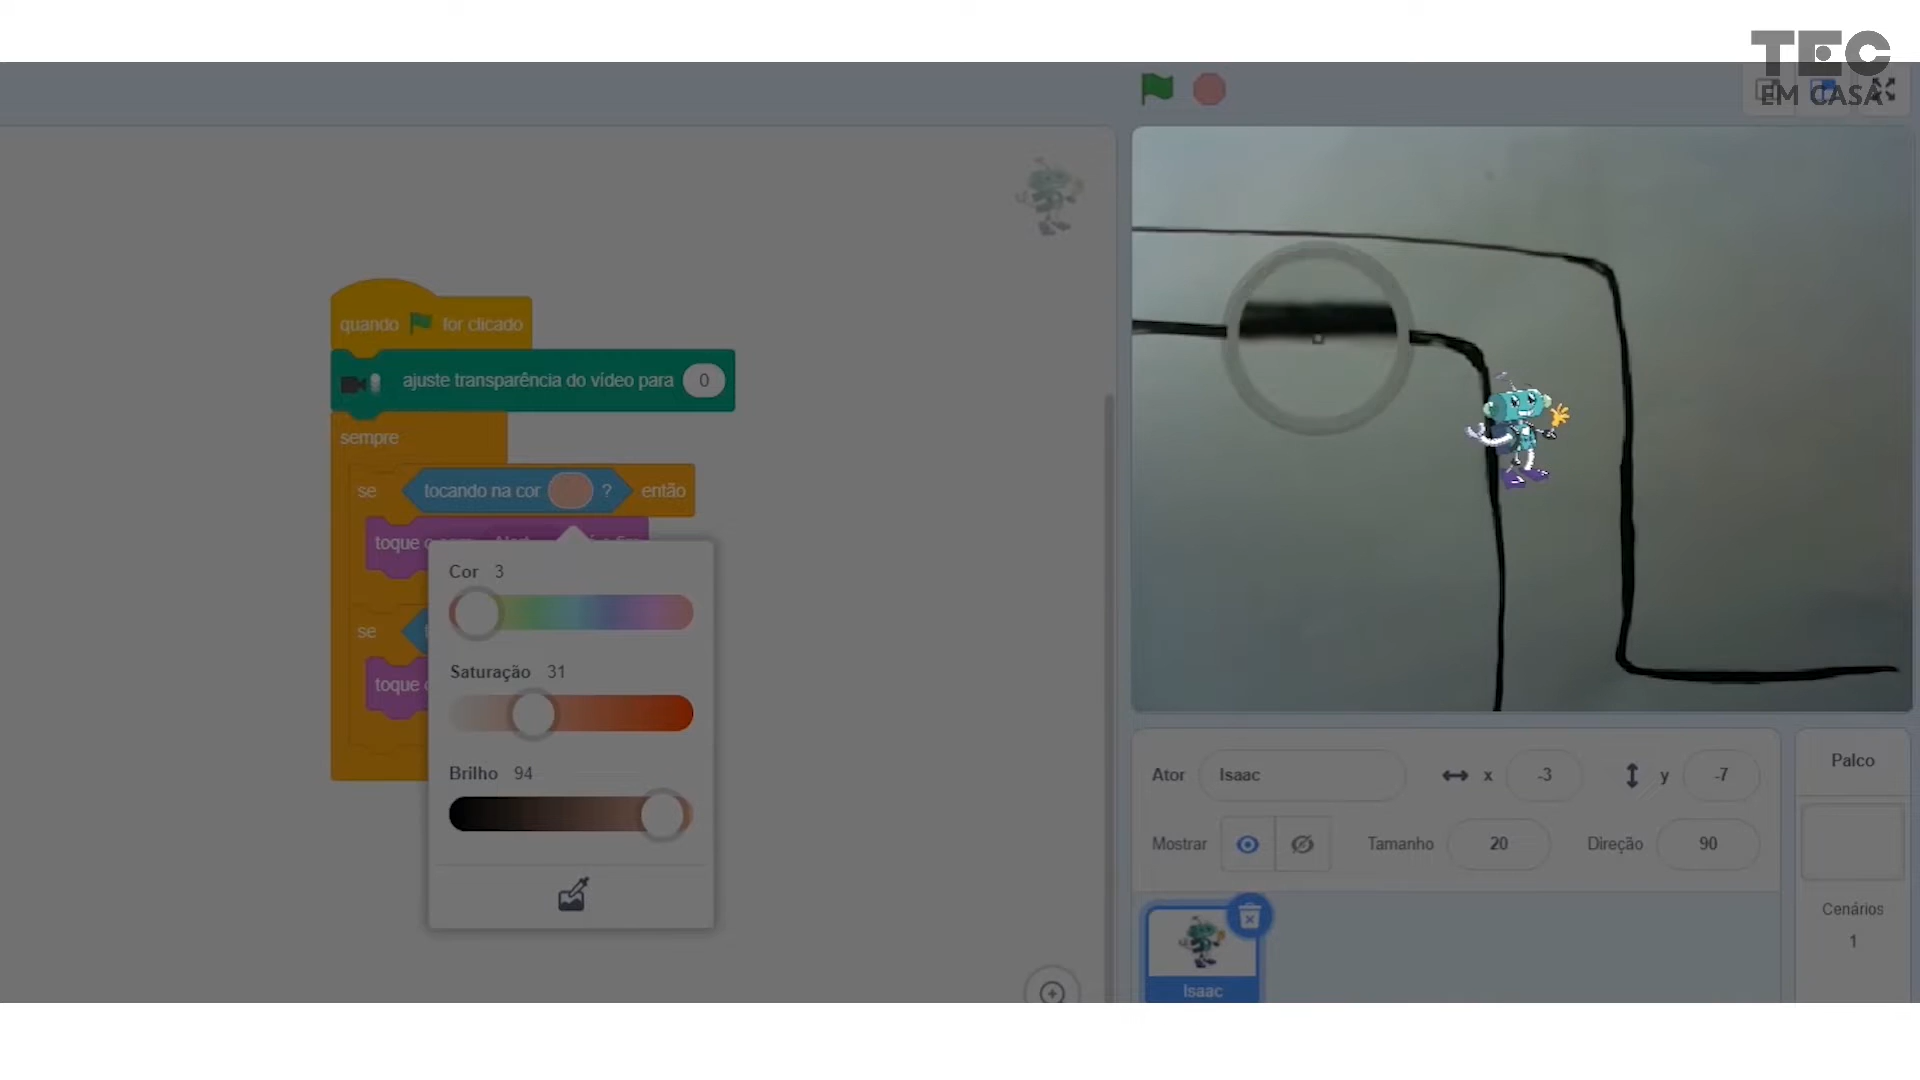 TEC
EM CASA
quando for clicado
ajuste transparência do vídeo para 0
sempre
se tocando na cor ? então
toque
Cor 3
Saturação 31
se
toque
Brilho 94
Ator Isaac x -3 y -7
Mostrar Tamanho 20 Direção 90
Isaac
Palco
Cenários
1